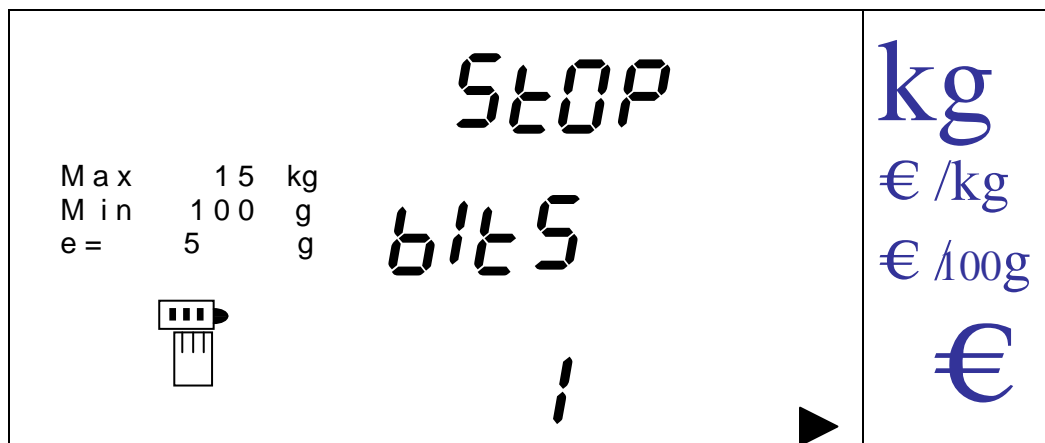 StOP
Max 15 kg
Min 100 g
e= 5 g
bItS
1
kg
€ /kg
€ /100g
€